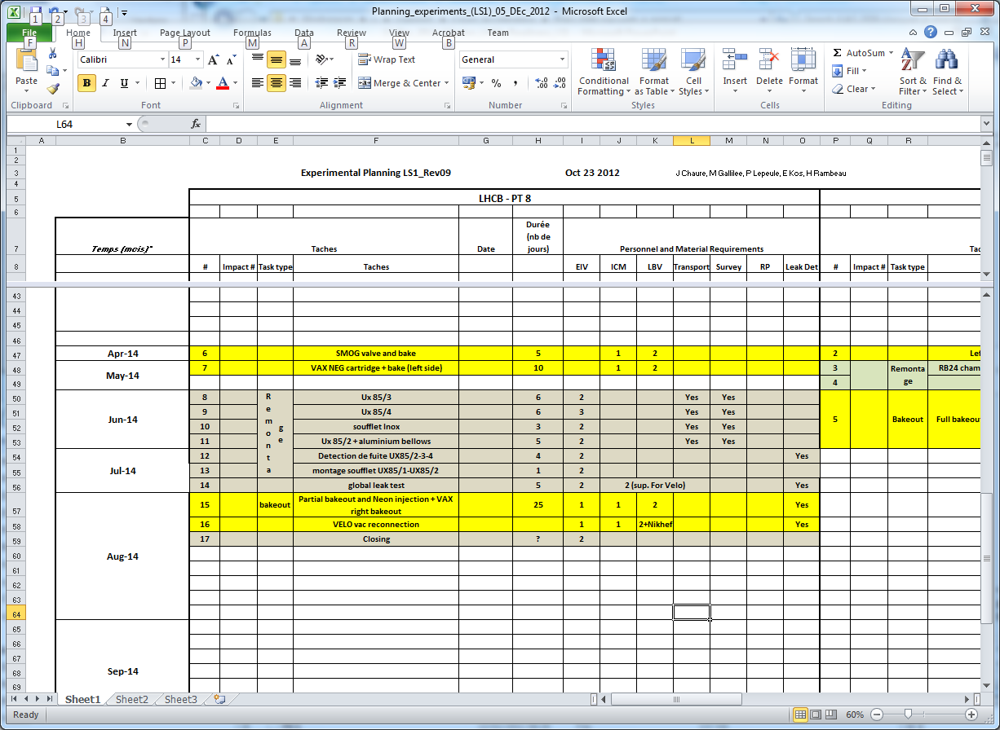 Planning_experiments_(LS1)_05_DEc_2012 - Microsoft Excel
1 2 3 4
File Home Insert Page Layout Formulas Data Review View Acrobat Team
F H N P M A R W B
Paste
Calibri 14
Wrap Text
General
Conditional Formatting
Format as Table
Cell Styles
Insert Delete Format
AutoSum
Fill
Clear
Sort & Filter
Find & Select
B I U
Merge & Center
Clipboard Font Alignment Number Styles Cells Editing
L64 fx
A B C D E F G H I J K L M N O P Q R
1
2
3 Experimental Planning LS1_Rev09 Oct 23 2012 J Chaure, M Gallilee, P Lepeule, E Kos, H Rambeau
4
5 LHCB - PT 8
6
7 Temps (mois)* Taches Date Durée (nb de jours) Personnel and Material Requirements Tac
8 # Impact # Task type Taches EIV ICM LBV Transport Survey RP Leak Det # Impact # Task type
43
44
45
46
47 Apr-14 6 SMOG valve and bake 5 1 2 2 Lef
48 May-14 7 VAX NEG cartridge + bake (left side) 10 1 2 3 Remontage RB24 cham
49 4
50 Jun-14 8 Remontage Ux 85/3 6 2 Yes Yes 5 Bakeout Full bakeou
51 9 Ux 85/4 6 3 Yes Yes
52 10 soufflet Inox 3 2 Yes Yes
53 11 Ux 85/2 + aluminium bellows 5 2 Yes Yes
54 Jul-14 12 Detection de fuite UX85/2-3-4 4 2 Yes
55 13 montage soufflet UX85/1-UX85/2 1 2
56 14 global leak test 5 2 2 (sup. For Velo) Yes
57 Aug-14 15 bakeout Partial bakeout and Neon injection + VAX right bakeout 25 1 1 2 Yes
58 16 VELO vac reconnection 1 1 2+Nikhef Yes
59 17 Closing ? 2
60
61
62
63
64
65 Sep-14
66
67
68
69
Sheet1 Sheet2 Sheet3
Ready 60%